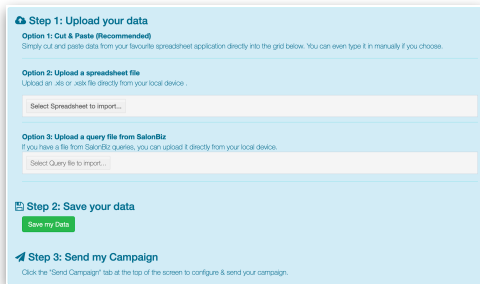 Step 1: Upload your data
Option 1: Cut & Paste (Recommended)
Simply cut and paste data from your favourite spreadsheet application directly into the grid below. You can even type it in manually if you choose.
Option 2: Upload a spreadsheet file
Upload an .xls or .xslx file directly from your local device .
Select Spreadsheet to import...
Option 3: Upload a query file from SalonBiz
If you have a file from SalonBiz queries, you can upload it directly from your local device.
Select Query file to import...
Step 2: Save your data
Save my Data
Step 3: Send my Campaign
Click the "Send Campaign" tab at the top of the screen to configure & send your campaign.